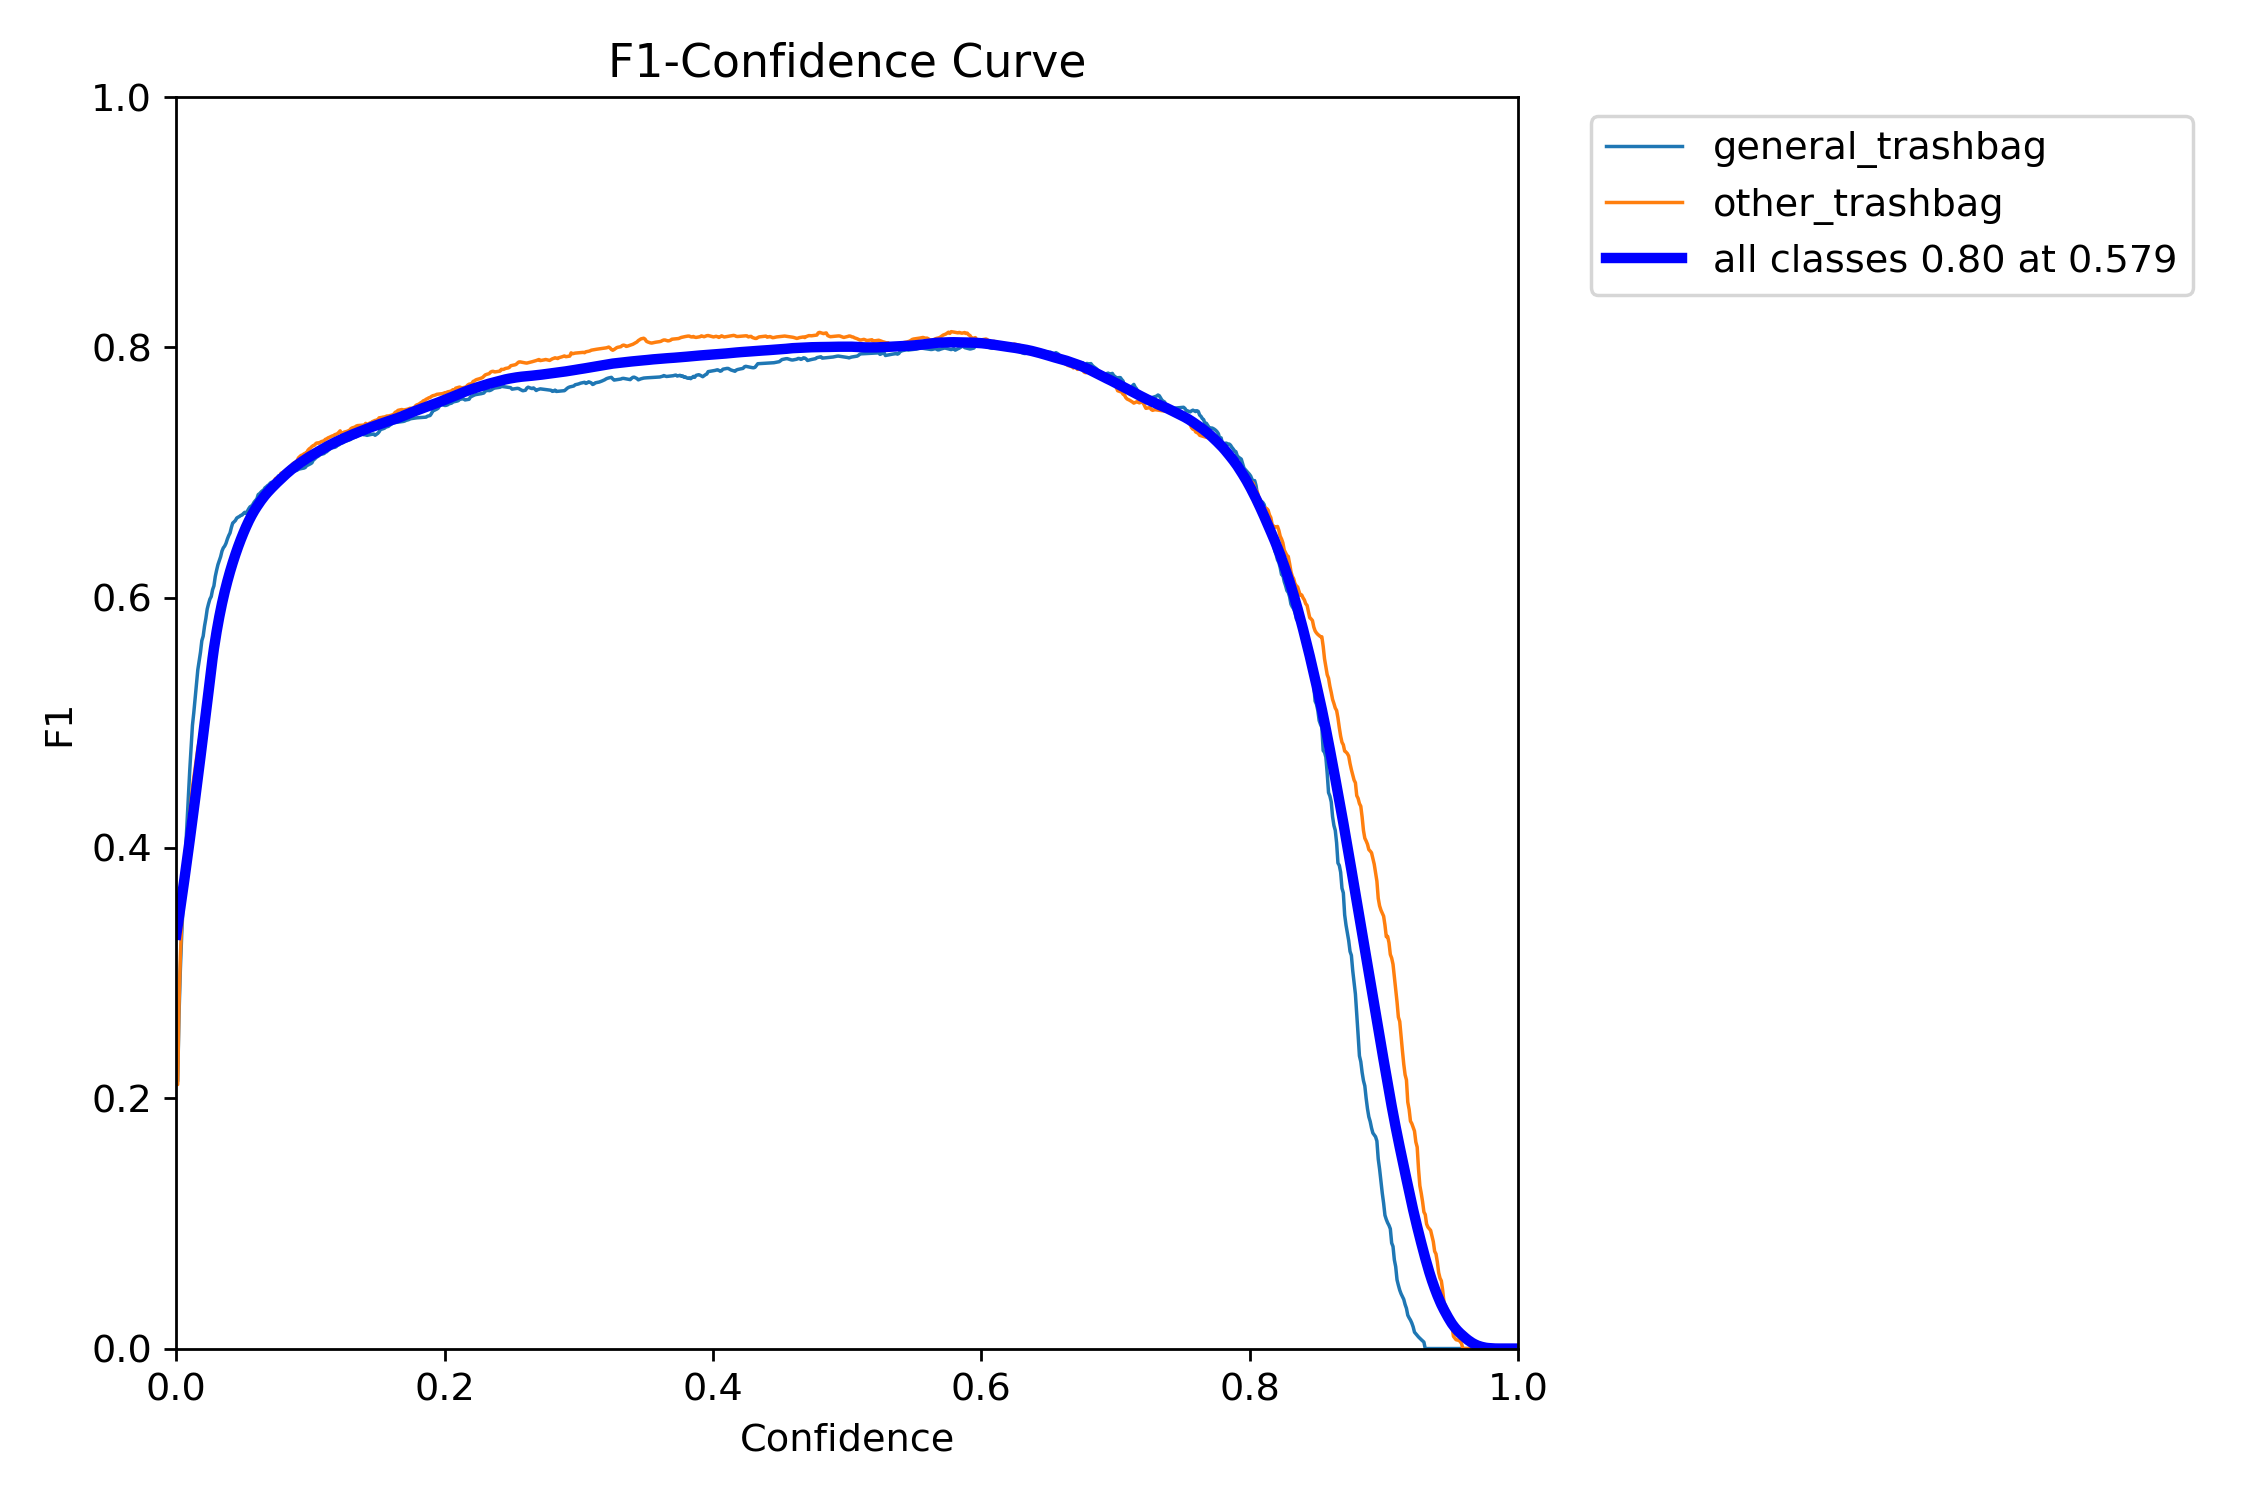 F1-Confidence Curve
general_trashbag
other_trashbag
all classes 0.80 at 0.579
1.0
0.8
0.6
0.4
0.2
0.0
F1
0.0 0.2 0.4 0.6 0.8 1.0
Confidence